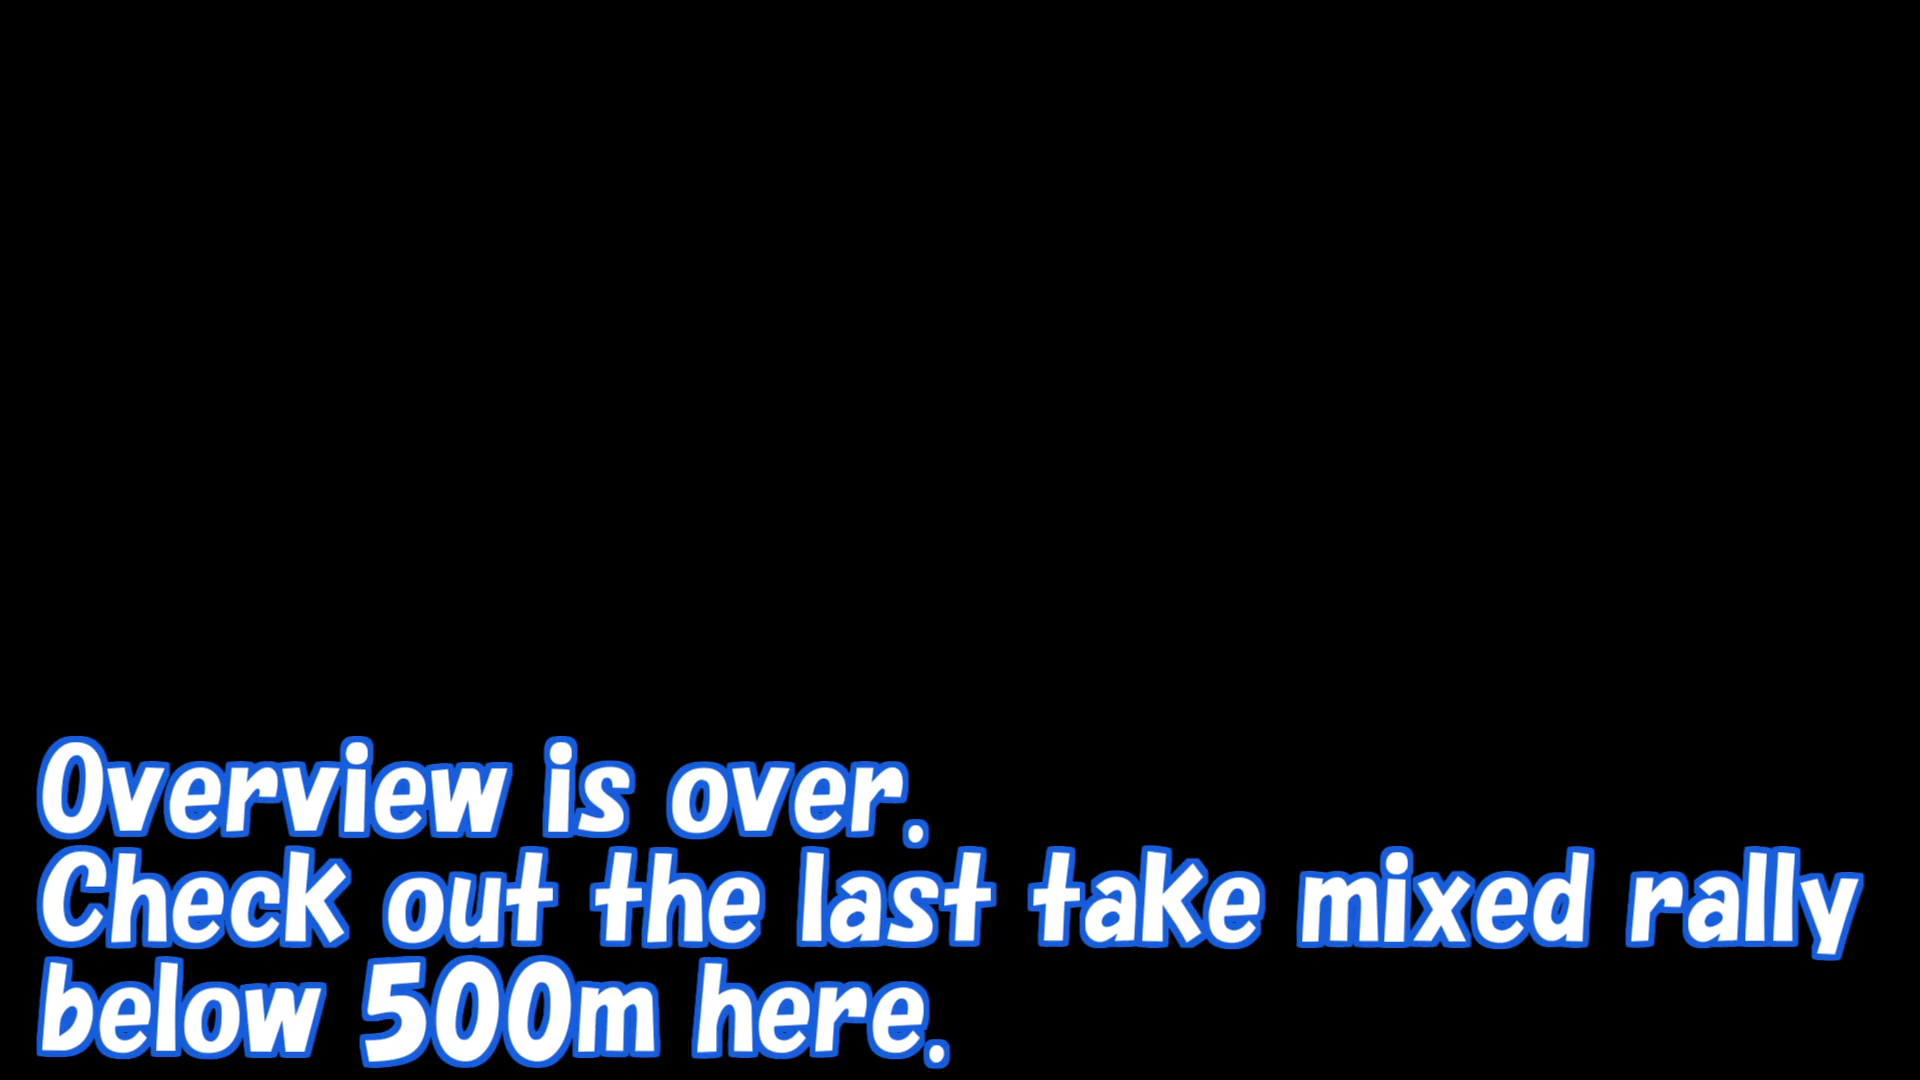 Overview is over.
Check out the last take mixed rally
below 500m here.